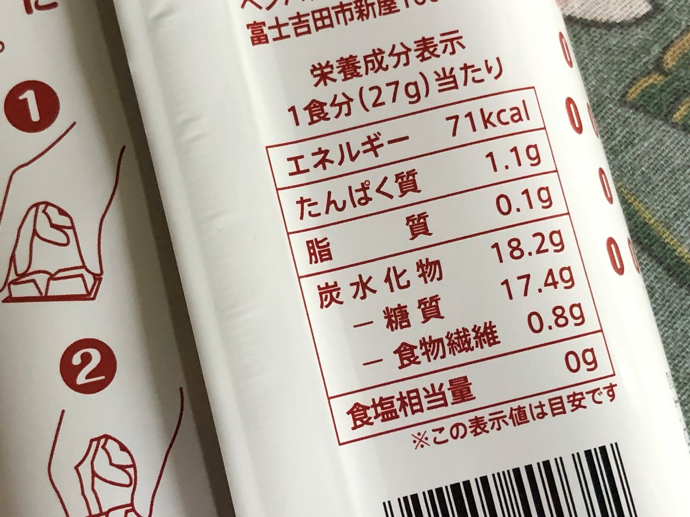 富士吉田市新屋
栄養成分表示
1食分(27g)当たり
エネルギー 71kcal
たんぱく質 1.1g
脂質 0.1g
炭水化物 18.2g
－糖質 17.4g
－食物繊維 0.8g
食塩相当量 0g
※この表示値は目安です
1
2